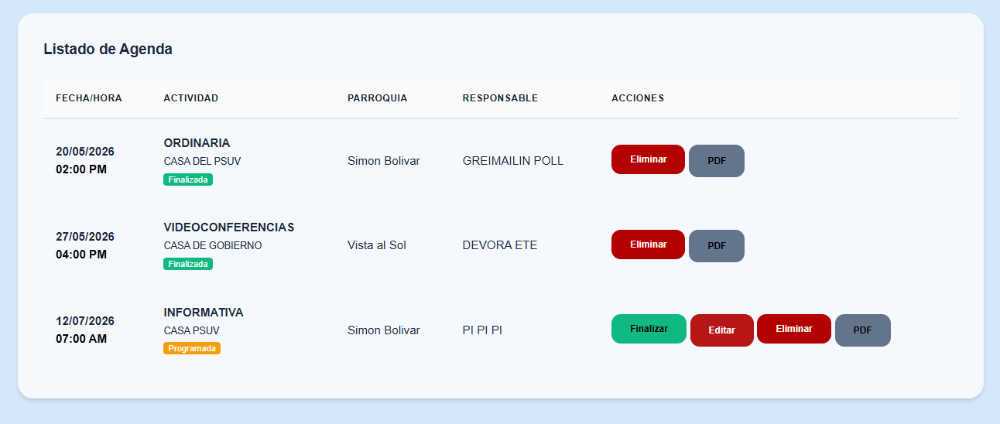 Listado de Agenda
FECHA/HORA ACTIVIDAD PARROQUIA RESPONSABLE ACCIONES
20/05/2026
02:00 PM
ORDINARIA
CASA DEL PSUV
Finalizada
Simon Bolivar
GREIMAILIN POLL
Eliminar PDF
27/05/2026
04:00 PM
VIDEOCONFERENCIAS
CASA DE GOBIERNO
Finalizada
Vista al Sol
DEVORA ETE
Eliminar PDF
12/07/2026
07:00 AM
INFORMATIVA
CASA PSUV
Programada
Simon Bolivar
PI PI PI
Finalizar Editar Eliminar PDF